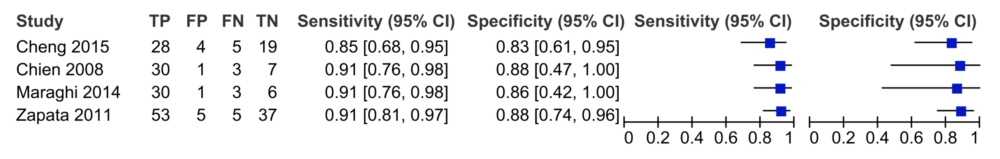 Study TP FP FN TN Sensitivity (95% CI) Specificity (95% CI) Sensitivity (95% CI) Specificity (95% CI)
Cheng 2015 28 4 5 19 0.85 [0.68, 0.95] 0.83 [0.61, 0.95]
Chien 2008 30 1 3 7 0.91 [0.76, 0.98] 0.88 [0.47, 1.00]
Maraghi 2014 30 1 3 6 0.91 [0.76, 0.98] 0.86 [0.42, 1.00]
Zapata 2011 53 5 5 37 0.91 [0.81, 0.97] 0.88 [0.74, 0.96]
0 0.2 0.4 0.6 0.8 1 0 0.2 0.4 0.6 0.8 1